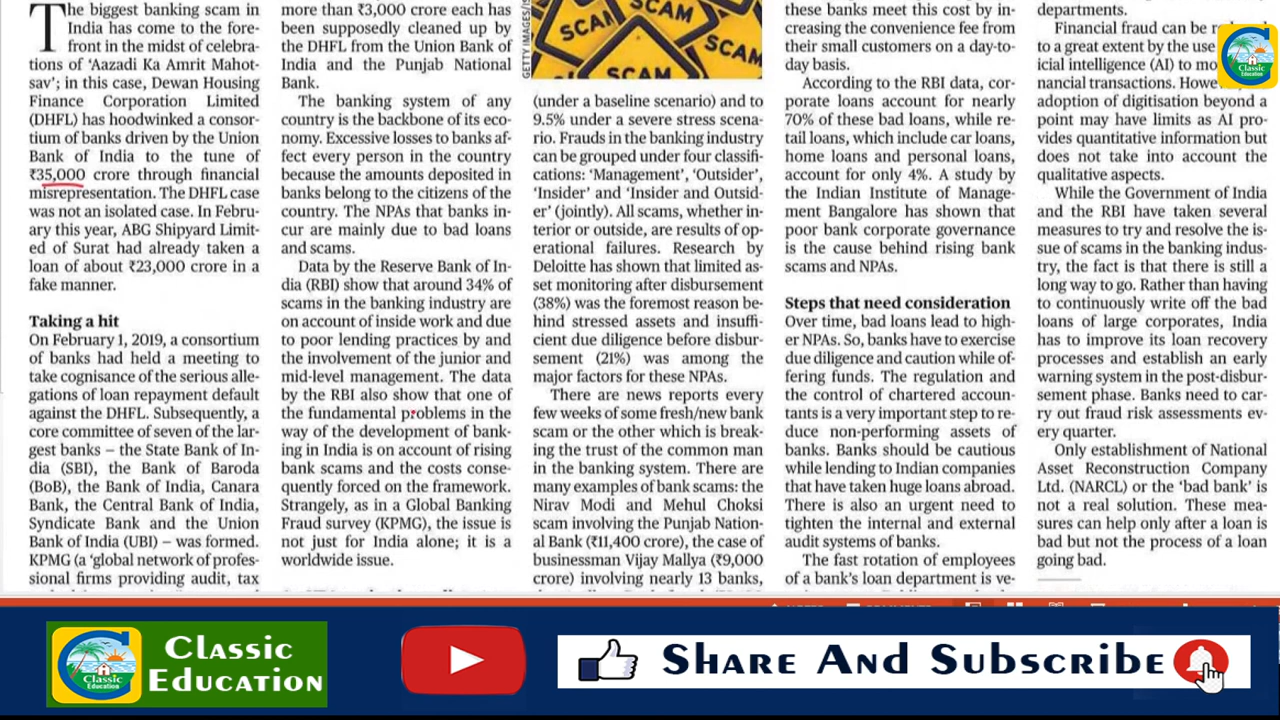 The biggest banking scam in
India has come to the fore-
front in the midst of celebra-
tions of ‘Aazadi Ka Amrit Mahot-
sav’; in this case, Dewan Housing
Finance Corporation Limited
(DHFL) has hoodwinked a consor-
tium of banks driven by the Union
Bank of India to the tune of
₹35,000 crore through financial
misrepresentation. The DHFL case
was not an isolated case. In Febru-
ary this year, ABG Shipyard Limit-
ed of Surat had already taken a
loan of about ₹23,000 crore in a
fake manner.
Taking a hit
On February 1, 2019, a consortium
of banks had held a meeting to
take cognisance of the serious alle-
gations of loan repayment default
against the DHFL. Subsequently, a
core committee of seven of the lar-
gest banks – the State Bank of In-
dia (SBI), the Bank of Baroda
(BoB), the Bank of India, Canara
Bank, the Central Bank of India,
Syndicate Bank and the Union
Bank of India (UBI) – was formed.
KPMG (a ‘global network of profes-
sional firms providing audit, tax
more than ₹3,000 crore each has
been supposedly cleaned up by
the DHFL from the Union Bank of
India and the Punjab National
Bank.
The banking system of any
country is the backbone of its eco-
nomy. Excessive losses to banks af-
fect every person in the country
because the amounts deposited in
banks belong to the citizens of the
country. The NPAs that banks in-
cur are mainly due to bad loans
and scams.
Data by the Reserve Bank of In-
dia (RBI) show that around 34% of
scams in the banking industry are
on account of inside work and due
to poor lending practices by and
the involvement of the junior and
mid-level management. The data
by the RBI also show that one of
the fundamental problems in the
way of the development of bank-
ing in India is on account of rising
bank scams and the costs conse-
quently forced on the framework.
Strangely, as in a Global Banking
Fraud survey (KPMG), the issue is
not just for India alone; it is a
worldwide issue.
GETTY IMAGES/IS
SCAM
SCAM
SCAM
SCAM
(under a baseline scenario) and to
9.5% under a severe stress scena-
rio. Frauds in the banking industry
can be grouped under four classifi-
cations: ‘Management’, ‘Outsider’,
‘Insider’ and ‘Insider and Outsid-
er’ (jointly). All scams, whether in-
terior or outside, are results of op-
erational failures. Research by
Deloitte has shown that limited as-
set monitoring after disbursement
(38%) was the foremost reason be-
hind stressed assets and insuffi-
cient due diligence before disbur-
sement (21%) was among the
major factors for these NPAs.
There are news reports every
few weeks of some fresh/new bank
scam or the other which is break-
ing the trust of the common man
in the banking system. There are
many examples of bank scams: the
Nirav Modi and Mehul Choksi
scam involving the Punjab Nation-
al Bank (₹11,400 crore), the case of
businessman Vijay Mallya (₹9,000
crore) involving nearly 13 banks,
these banks meet this cost by in-
creasing the convenience fee from
their small customers on a day-to-
day basis.
According to the RBI data, cor-
porate loans account for nearly
70% of these bad loans, while re-
tail loans, which include car loans,
home loans and personal loans,
account for only 4%. A study by
the Indian Institute of Manage-
ment Bangalore has shown that
poor bank corporate governance
is the cause behind rising bank
scams and NPAs.
Steps that need consideration
Over time, bad loans lead to high-
er NPAs. So, banks have to exercise
due diligence and caution while of-
fering funds. The regulation and
the control of chartered accoun-
tants is a very important step to re-
duce non-performing assets of
banks. Banks should be cautious
while lending to Indian companies
that have taken huge loans abroad.
There is also an urgent need to
tighten the internal and external
audit systems of banks.
The fast rotation of employees
of a bank’s loan department is ve-
departments.
Financial fraud can be
to a great extent by the use
icial intelligence (AI) to
nancial transactions.
adoption of digitisation beyond a
point may have limits as AI pro-
vides quantitative information but
does not take into account the
qualitative aspects.
While the Government of India
and the RBI have taken several
measures to try and resolve the is-
sue of scams in the banking indus-
try, the fact is that there is still a
long way to go. Rather than having
to continuously write off the bad
loans of large corporates, India
has to improve its loan recovery
processes and establish an early
warning system in the post-disbur-
sement phase. Banks need to car-
ry out fraud risk assessments ev-
ery quarter.
Only establishment of National
Asset Reconstruction Company
Ltd. (NARCL) or the ‘bad bank’ is
not a real solution. These mea-
sures can help only after a loan is
bad but not the process of a loan
going bad.
Classic
Education
Classic
Education
Classic
Education
Share And Subscribe